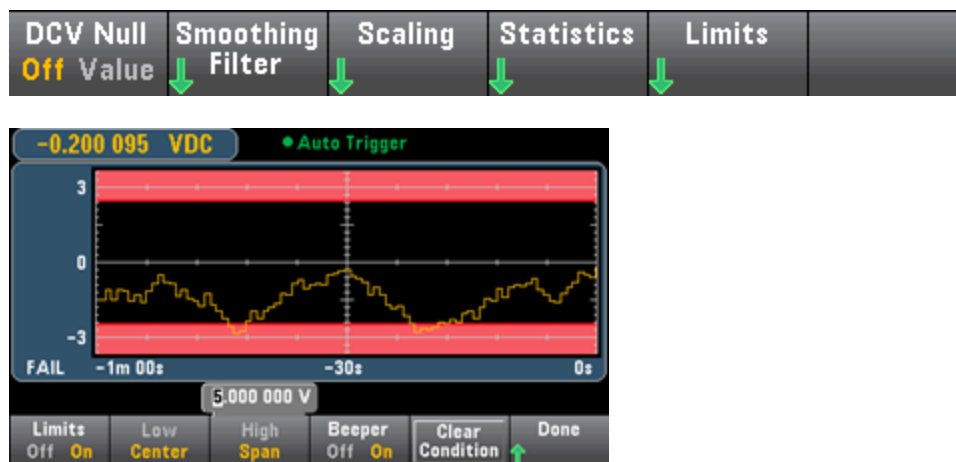 DCV Null Smoothing Scaling Statistics Limits
Off Value Filter
-0.200 095 VDC Auto Trigger
3
0
-3
FAIL -1m 00s -30s 0s
5.000 000 V
Limits Low High Beeper Clear Done
Off On Center Span Off On Condition